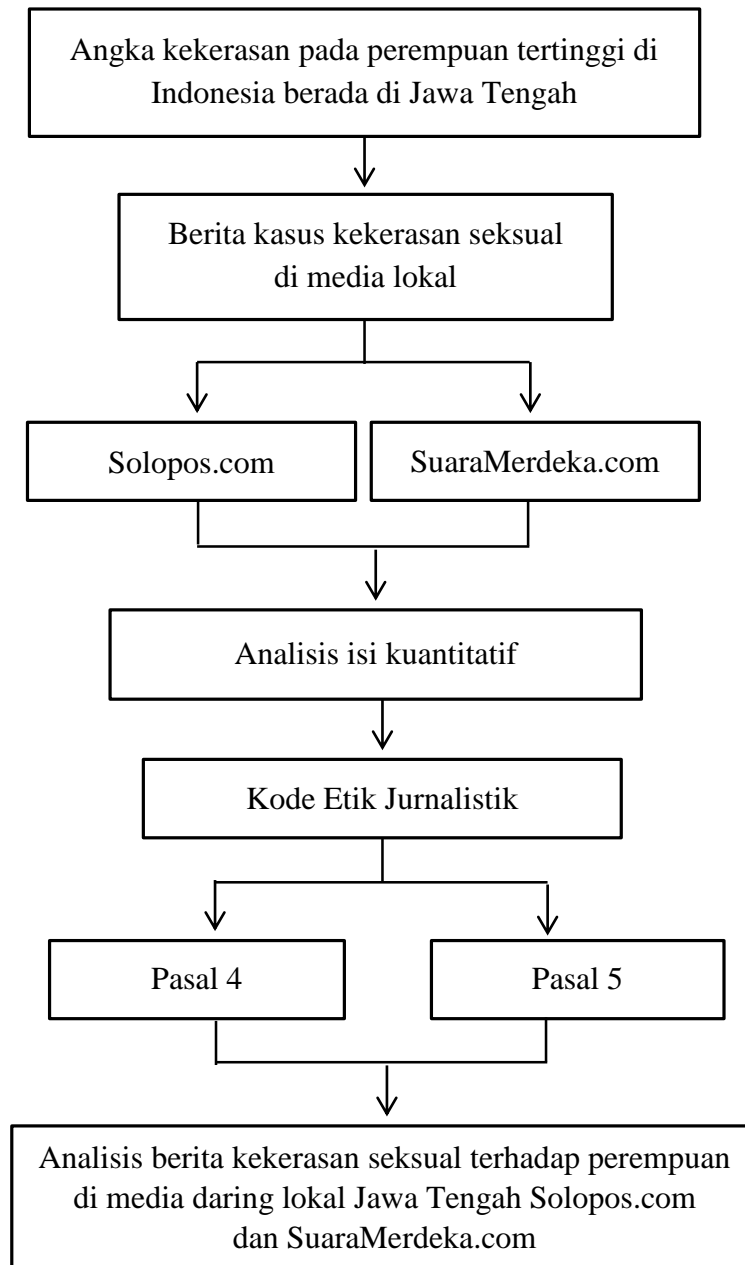 Angka kekerasan pada perempuan tertinggi di
Indonesia berada di Jawa Tengah
Berita kasus kekerasan seksual
di media lokal
Solopos.com
SuaraMerdeka.com
Analisis isi kuantitatif
Kode Etik Jurnalistik
Pasal 4
Pasal 5
Analisis berita kekerasan seksual terhadap perempuan
di media daring lokal Jawa Tengah Solopos.com
dan SuaraMerdeka.com